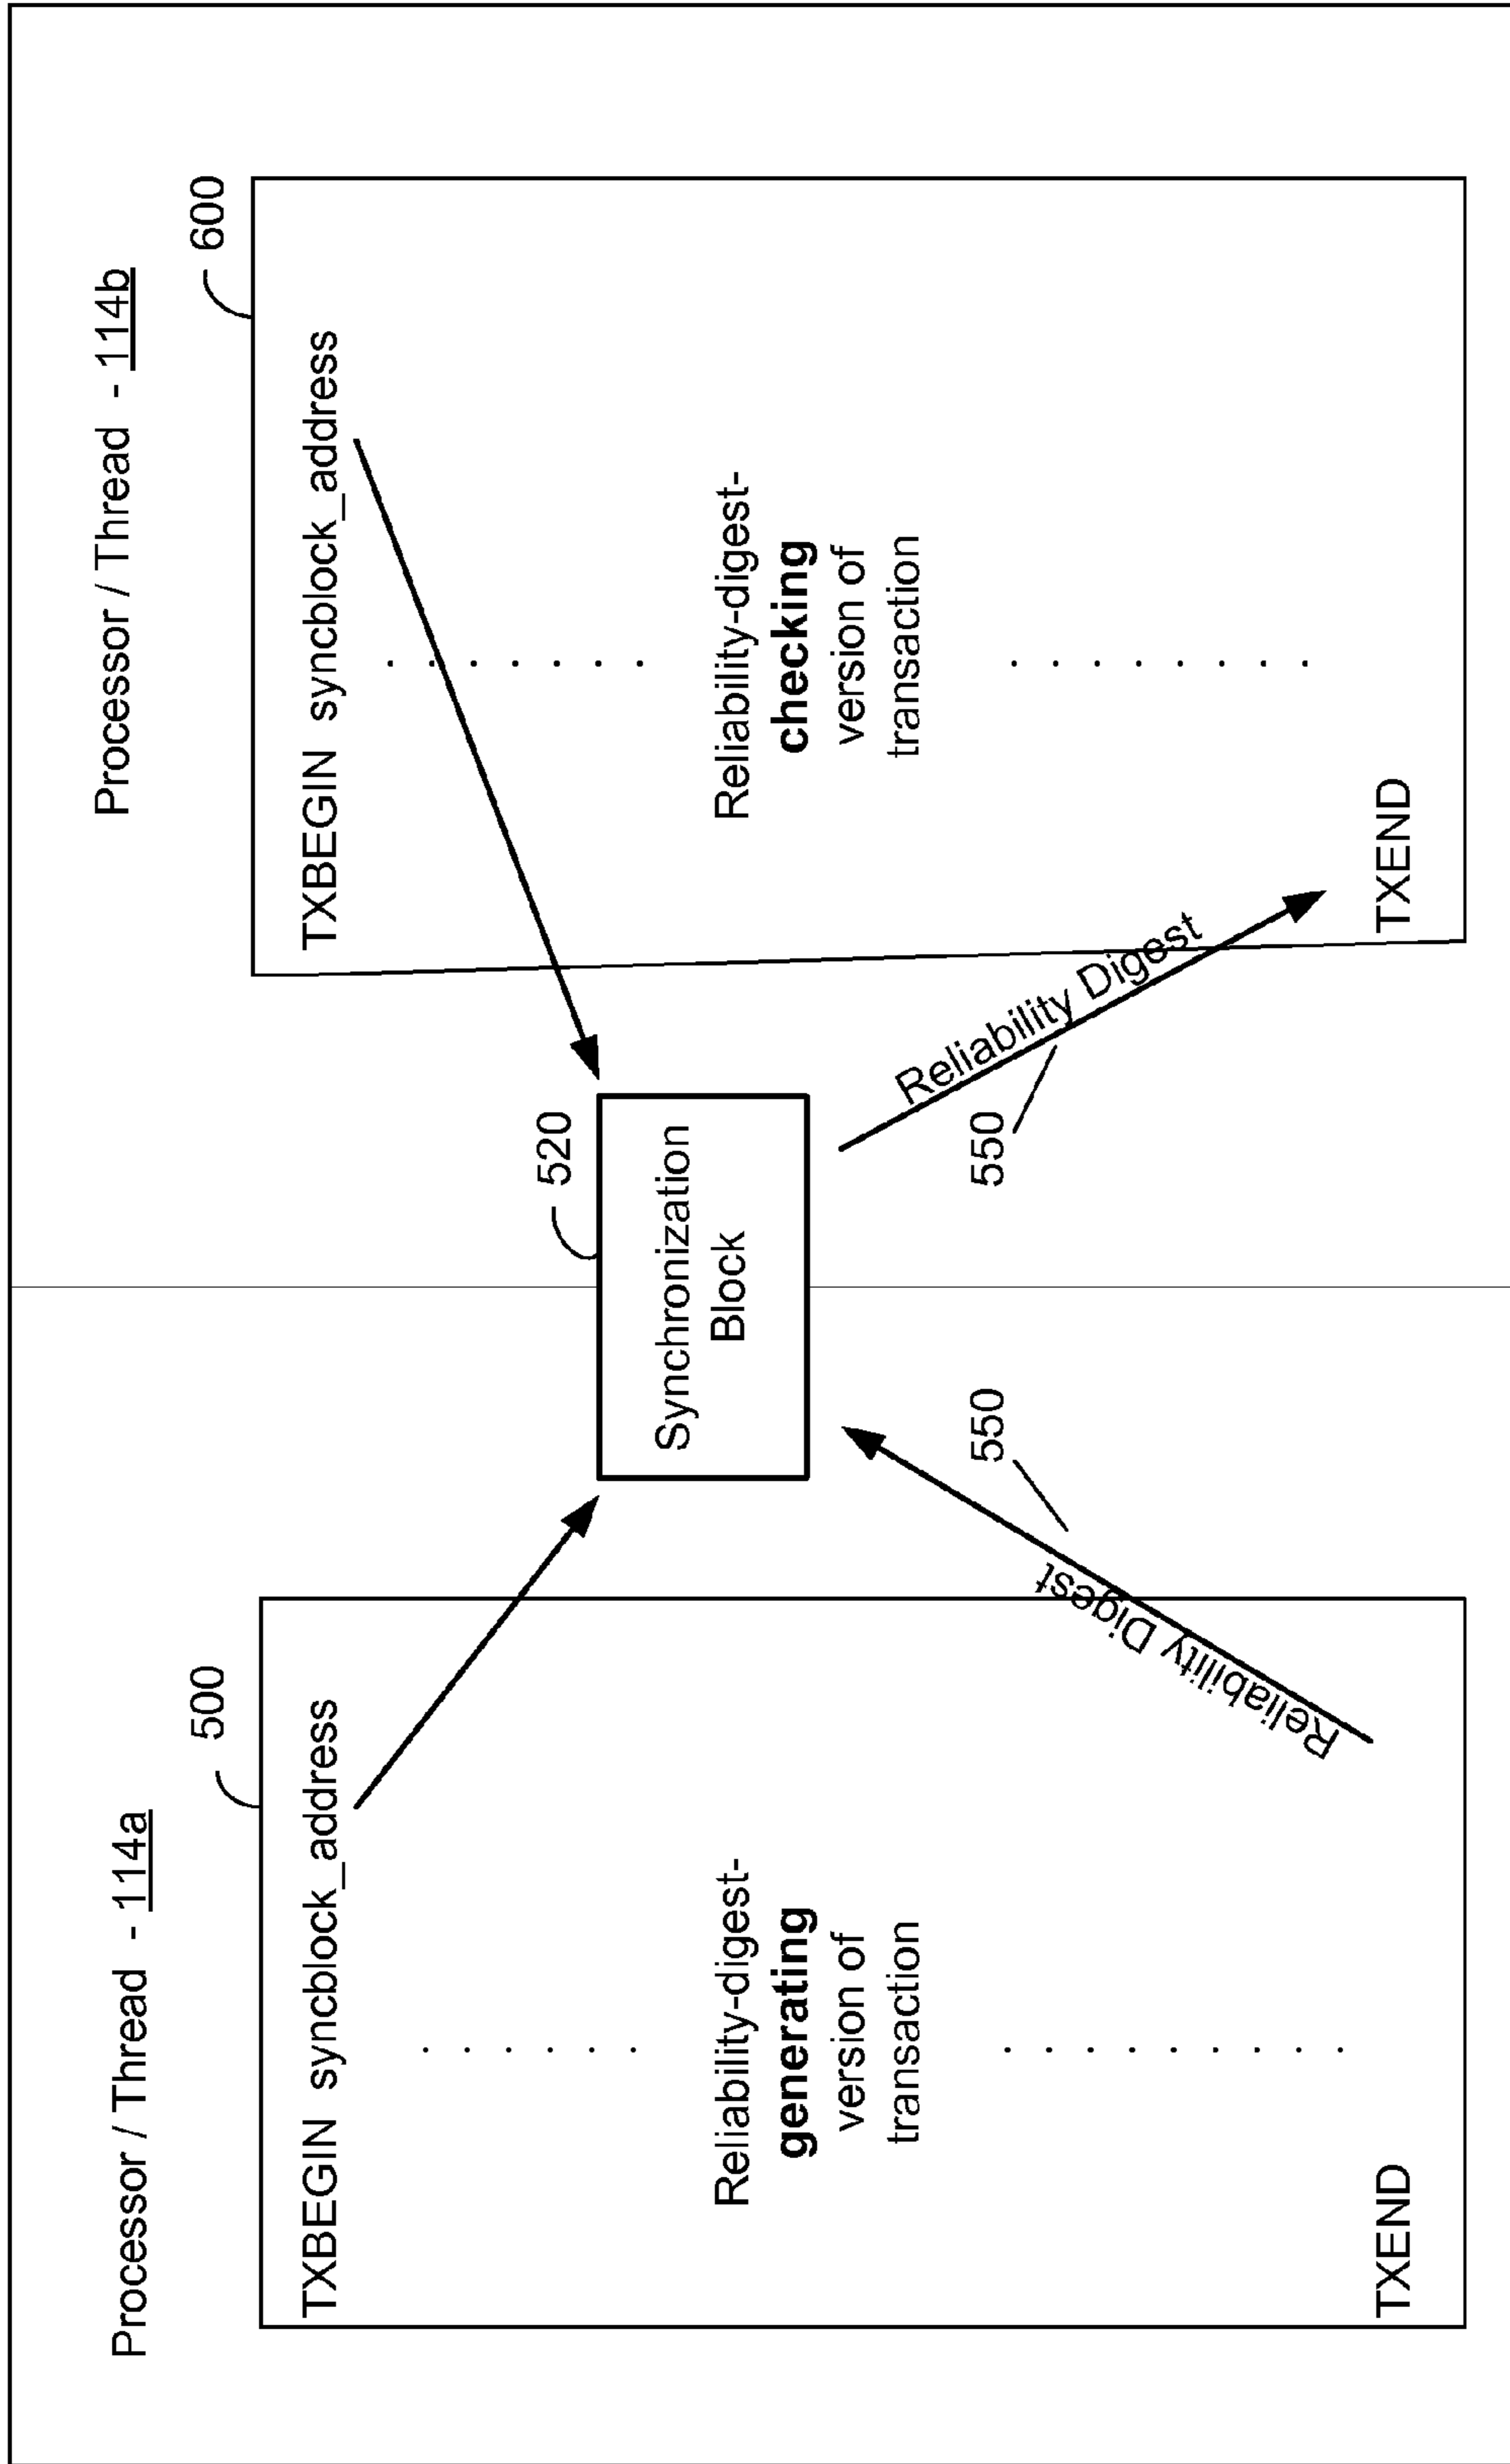 Processor / Thread - 114a
500
TXBEGIN syncblock_address
Reliability-digest-
generating
version of
transaction
TXEND
Reliability Digest
550
520
Synchronization
Block
Processor / Thread - 114b
600
TXBEGIN syncblock_address
Reliability-digest-
checking
version of
transaction
Reliability Digest
550
TXEND